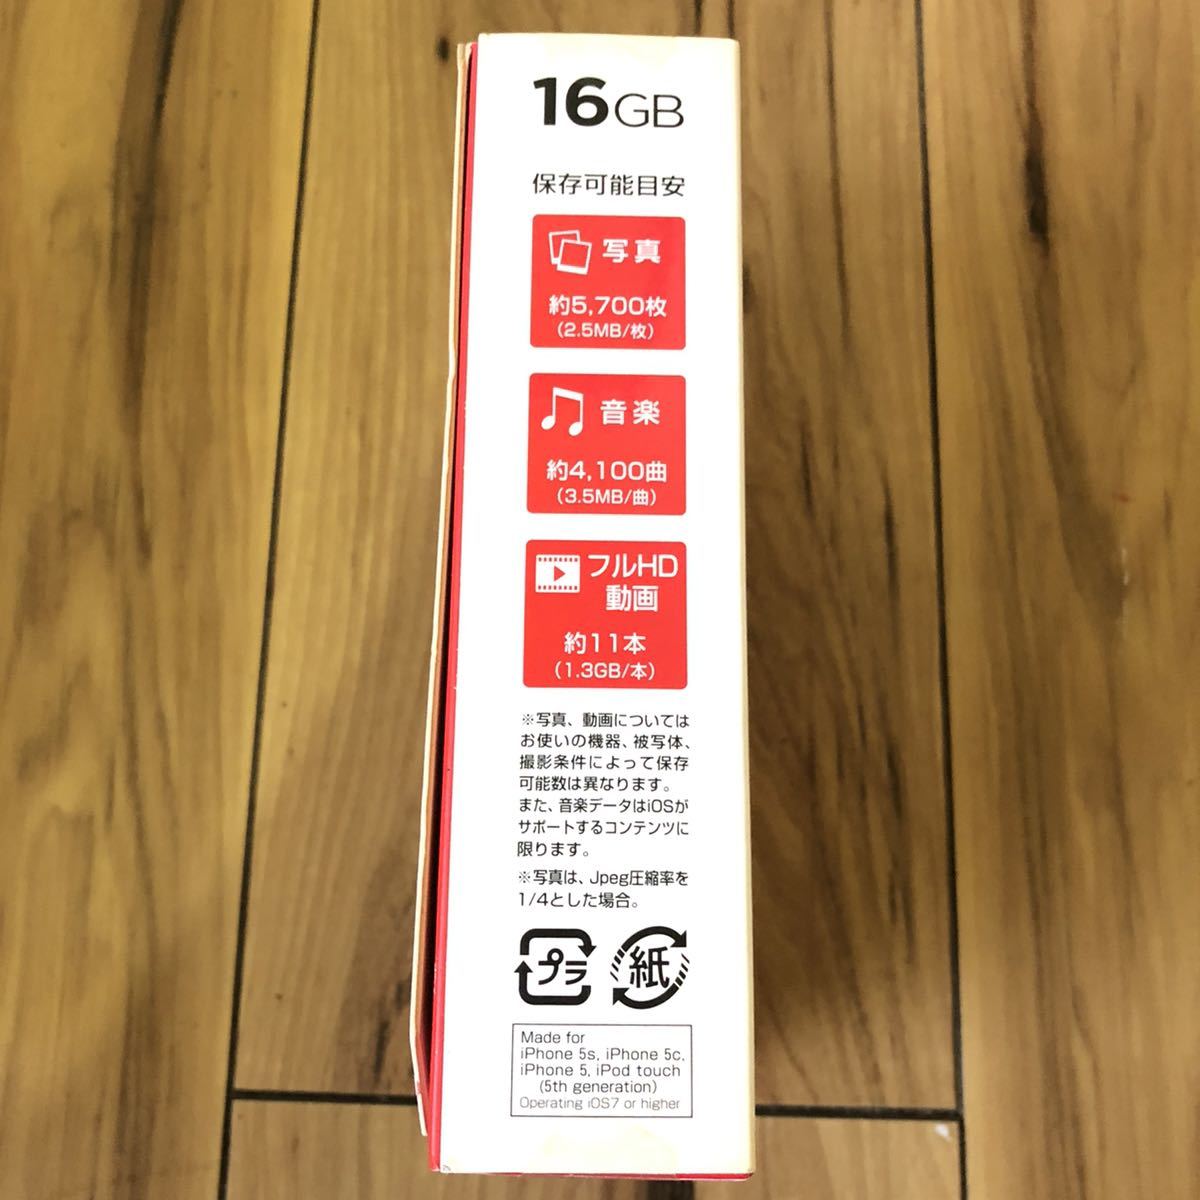 16GB
保存可能目安
写真
約5,700枚
(2.5MB/枚)
音楽
約4,100曲
(3.5MB/曲)
フルHD
動画
約11本
(1.3GB/本)
※写真、動画については
お使いの機器、被写体、
撮影条件によって保存
可能数は異なります。
また、音楽データはiOSが
サポートするコンテンツに
限ります。
※写真は、Jpeg圧縮率を
1/4とした場合。
プラ
紙
Made for
iPhone 5s, iPhone 5c,
iPhone 5, iPod touch
(5th generation)
Operating iOS7 or higher